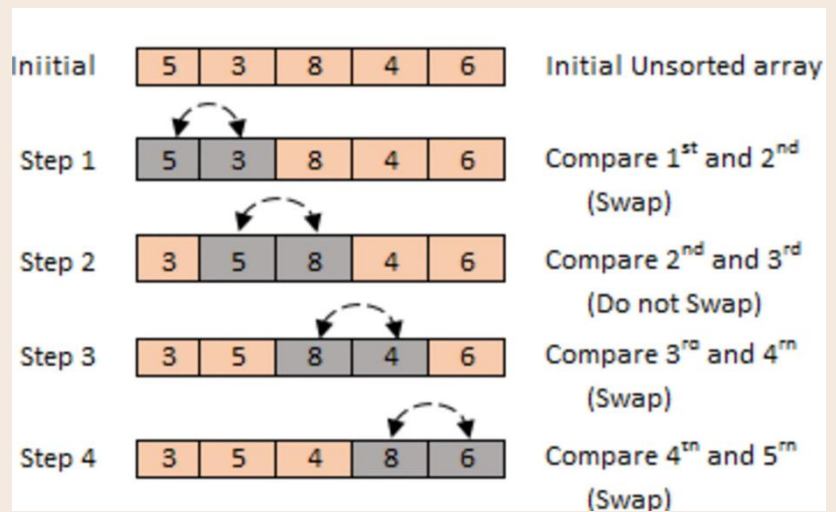 Iniitial 5 3 8 4 6 Initial Unsorted array
Step 1 5 3 8 4 6 Compare 1st and 2nd
(Swap)
Step 2 3 5 8 4 6 Compare 2nd and 3rd
(Do not Swap)
Step 3 3 5 8 4 6 Compare 3rd and 4rn
(Swap)
Step 4 3 5 4 8 6 Compare 4th and 5rn
(Swap)